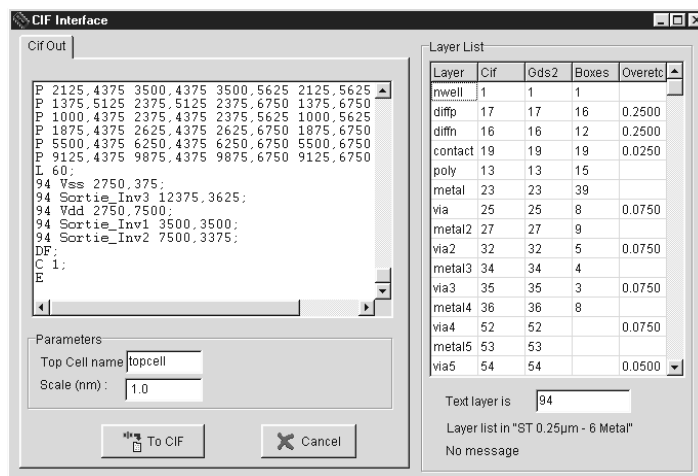 CIF Interface
Cif Out
P 2125,4375 3500,4375 3500,5625 2125,5625
P 1375,5125 2375,5125 2375,6750 1375,6750
P 1000,4375 2375,4375 2375,5625 1000,5625
P 1875,4375 2625,4375 2625,6750 1875,6750
P 5500,4375 6250,4375 6250,6750 5500,6750
P 9125,4375 9875,4375 9875,6750 9125,6750
L 60;
94 Vss 2750,375;
94 Sortie_Inv3 12375,3625;
94 Vdd 2750,7500;
94 Sortie_Inv1 3500,3500;
94 Sortie_Inv2 7500,3375;
DF;
C 1;
E
Parameters
Top Cell name topcell
Scale (nm) : 1.0
To CIF Cancel
Layer List
Layer Cif Gds2 Boxes Overetc
nwell 1 1 1
diffp 17 17 16 0.2500
diffn 16 16 12 0.2500
contact 19 19 19 0.0250
poly 13 13 15
metal 23 23 39
via 25 25 8 0.0750
metal2 27 27 9
via2 32 32 5 0.0750
metal3 34 34 4
via3 35 35 3 0.0750
metal4 36 36 8
via4 52 52 0.0750
metal5 53 53
via5 54 54 0.0500
Text layer is 94
Layer list in "ST 0.25µm - 6 Metal"
No message